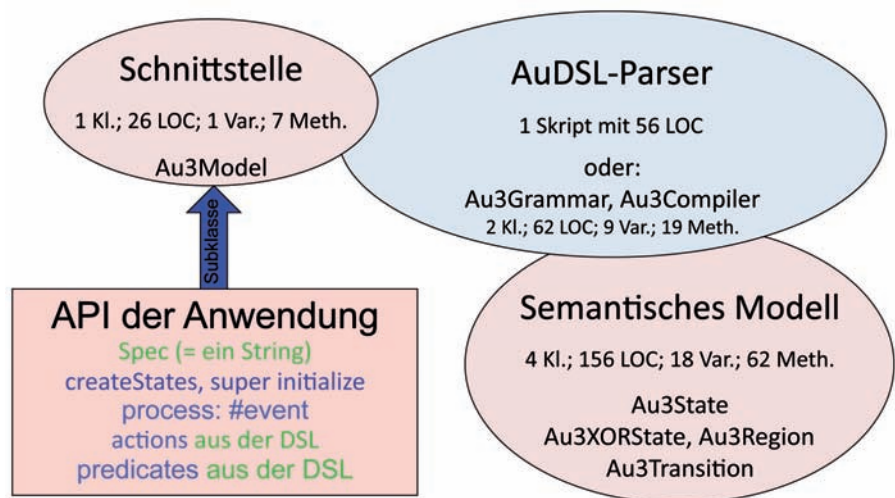 Schnittstelle
1 Kl.; 26 LOC; 1 Var.; 7 Meth.
Au3Model
AuDSL-Parser
1 Skript mit 56 LOC
oder:
Au3Grammar, Au3Compiler
2 Kl.; 62 LOC; 9 Var.; 19 Meth.
Subklasse
API der Anwendung
Spec (= ein String)
createStates, super initialize
process: #event
actions aus der DSL
predicates aus der DSL
Semantisches Modell
4 Kl.; 156 LOC; 18 Var.; 62 Meth.
Au3State
Au3XORState, Au3Region
Au3Transition